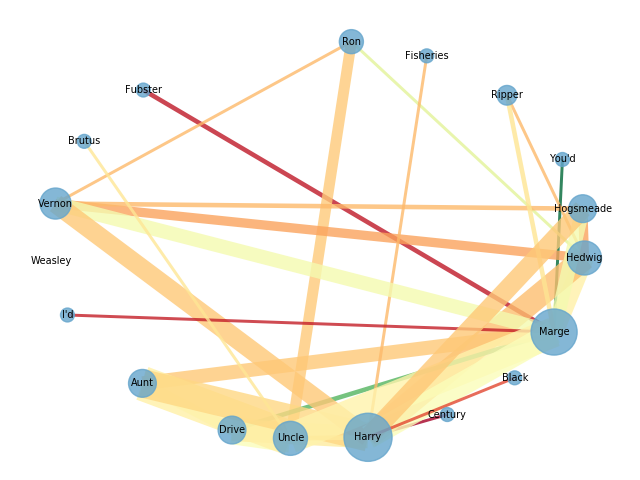 Ron
Fisheries
Fubster
Ripper
Brutus
You'd
Vernon
Hogsmeade
Weasley
Hedwig
I'd
Marge
Aunt
Black
Century
Drive
Uncle
Harry